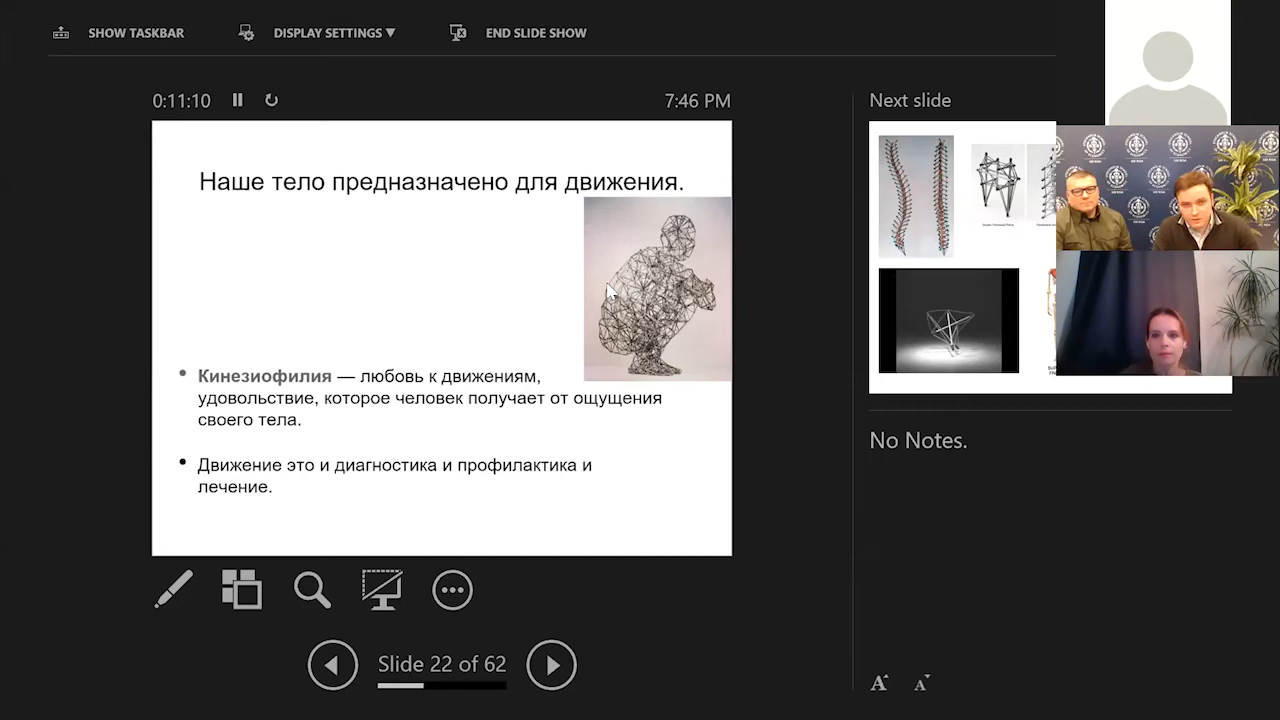 SHOW TASKBAR
DISPLAY SETTINGS ▼
END SLIDE SHOW
0:11:10
7:46 PM
Наше тело предназначено для движения.
• Кинезиофилия — любовь к движениям,
удовольствие, которое человек получает от ощущения
своего тела.
• Движение это и диагностика и профилактика и
лечение.
Slide 22 of 62
Next slide
No Notes.
A
A